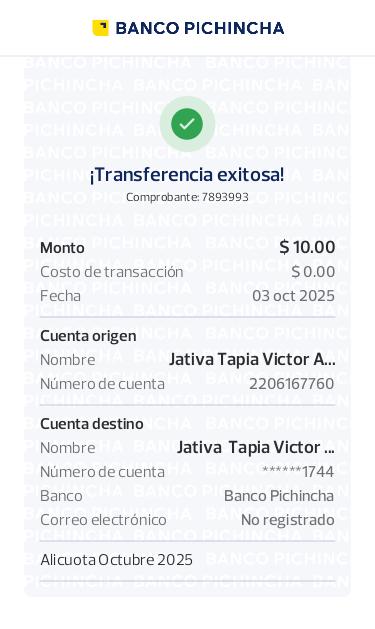 BANCO PICHINCHA
¡Transferencia exitosa!
Comprobante: 7893993
Monto $ 10.00
Costo de transacción $ 0.00
Fecha 03 oct 2025
Cuenta origen
Nombre Jativa Tapia Victor A...
Número de cuenta 2206167760
Cuenta destino
Nombre Jativa Tapia Victor ...
Número de cuenta ******1744
Banco Banco Pichincha
Correo electrónico No registrado
Alicuota Octubre 2025